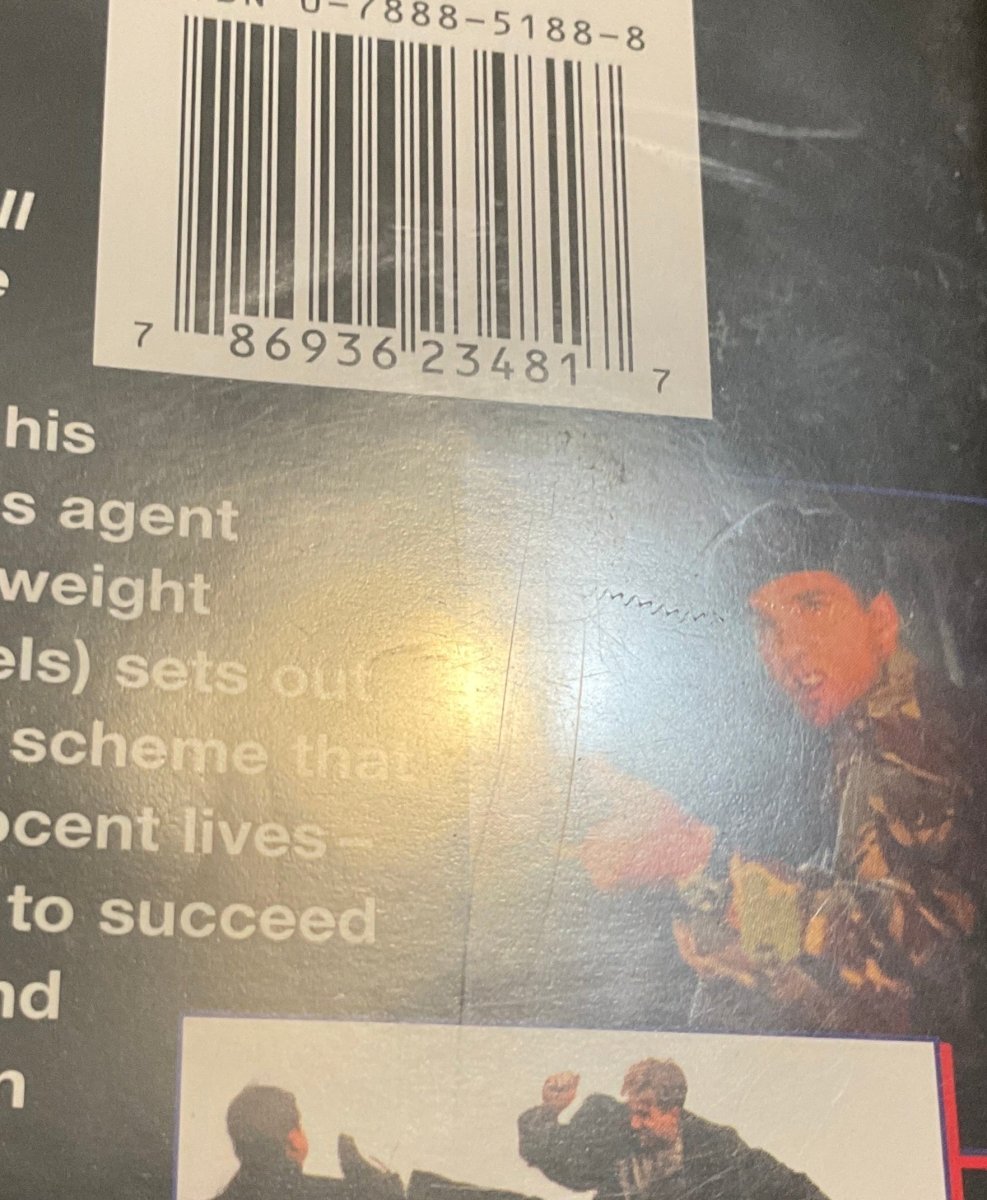 0-7888-5188-8
ll
e
7 86936 23481 7
his
s agent
weight
els) sets out
scheme that
ocent lives–
to succeed
nd
n